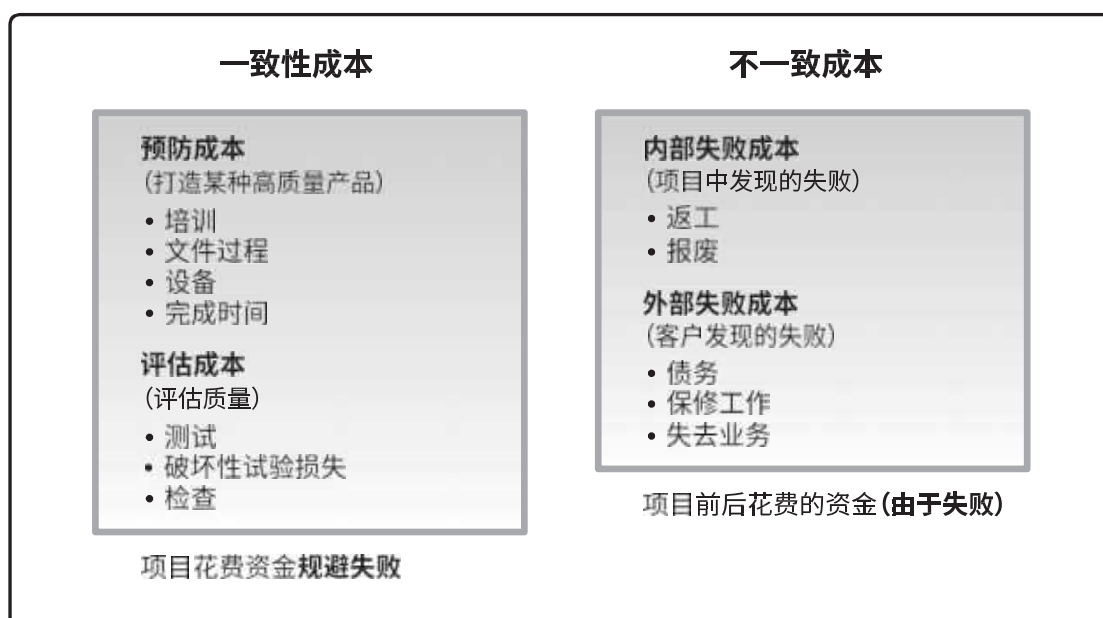 一致性成本
预防成本
(打造某种高质量产品)
• 培训
• 文件过程
• 设备
• 完成时间
评估成本
(评估质量)
• 测试
• 破坏性试验损失
• 检查
项目花费资金规避失败
不一致成本
内部失败成本
(项目中发现的失败)
• 返工
• 报废
外部失败成本
(客户发现的失败)
• 债务
• 保修工作
• 失去业务
项目前后花费的资金(由于失败)